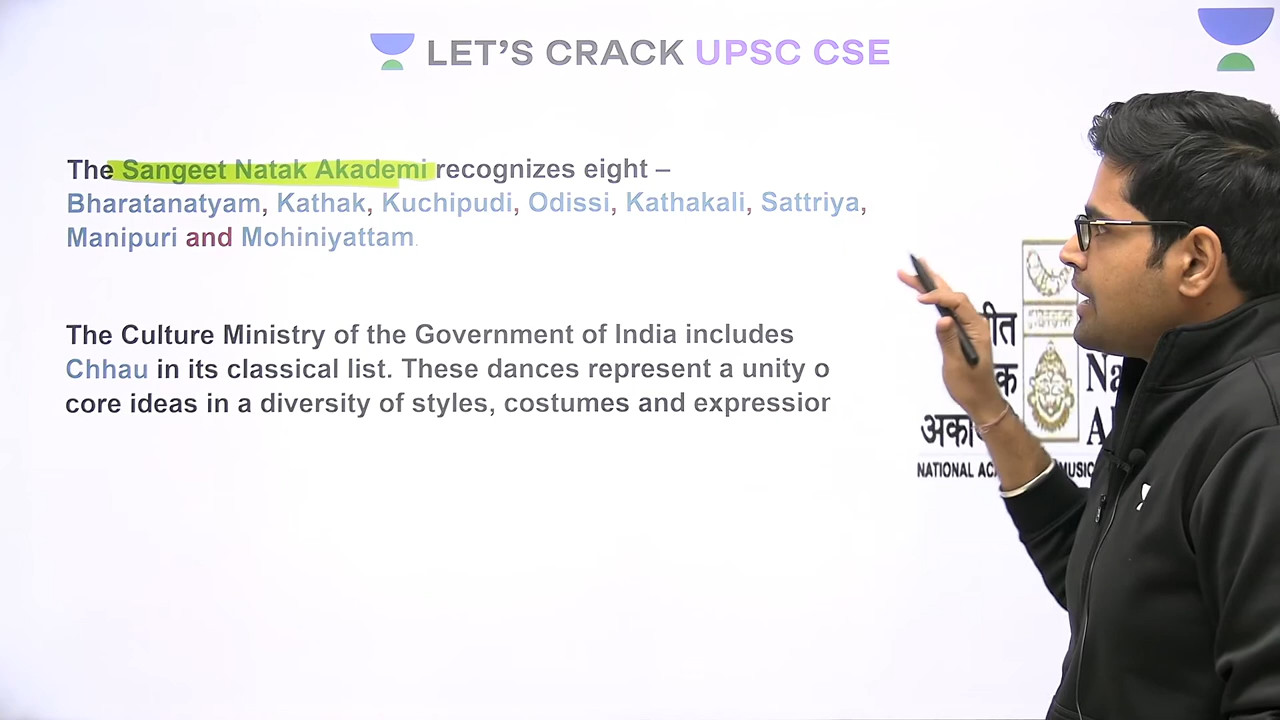 LET'S CRACK UPSC CSE
The Sangeet Natak Akademi recognizes eight –
Bharatanatyam, Kathak, Kuchipudi, Odissi, Kathakali, Sattriya,
Manipuri and Mohiniyattam.
The Culture Ministry of the Government of India includes
Chhau in its classical list. These dances represent a unity o
core ideas in a diversity of styles, costumes and expression
NATIONAL